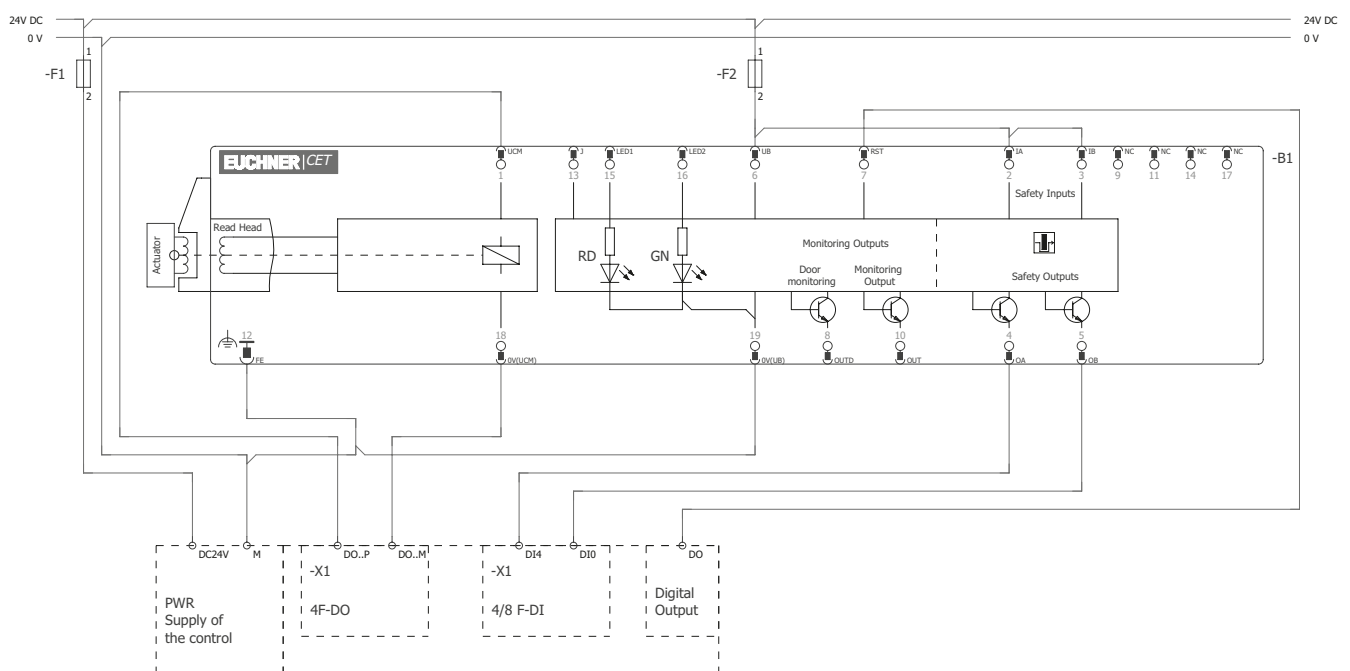 24V DC 24V DC
0 V 0 V
1 1
-F1 -F2
2 2
EUCHNER CET
UCM J LED1 LED2 UB RST IA IB NC NC NC NC -B1
1 13 15 16 6 7 2 3 9 11 14 17
Safety Inputs
Read Head
Actuator
RD GN
Monitoring Outputs
Door monitoring
Monitoring Output
Safety Outputs
12 18 19 8 10 4 5
FE 0V(UCM) 0V(UB) OUTD OUT OA OB
DC24V M DO..P DO..M DI4 DI0 DO
-X1 -X1
PWR
Supply of
the control
4F-DO
4/8 F-DI
Digital
Output